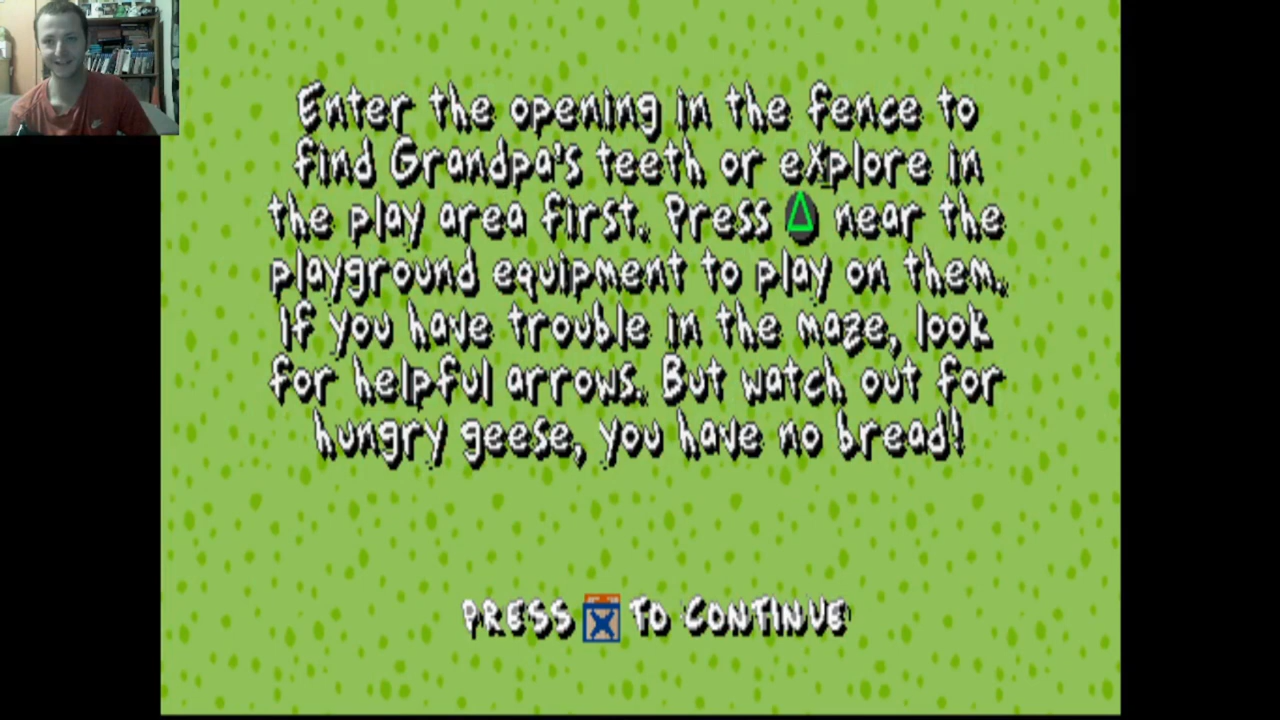 Enter the opening in the fence to
find Grandpa's teeth or eXplore in
the play area first. Press △ near the
playground equipment to play on them.
If you have trouble in the maze, look
for helpful arrows. But watch out for
hungry geese, you have no bread!
PRESS X TO CONTINUE